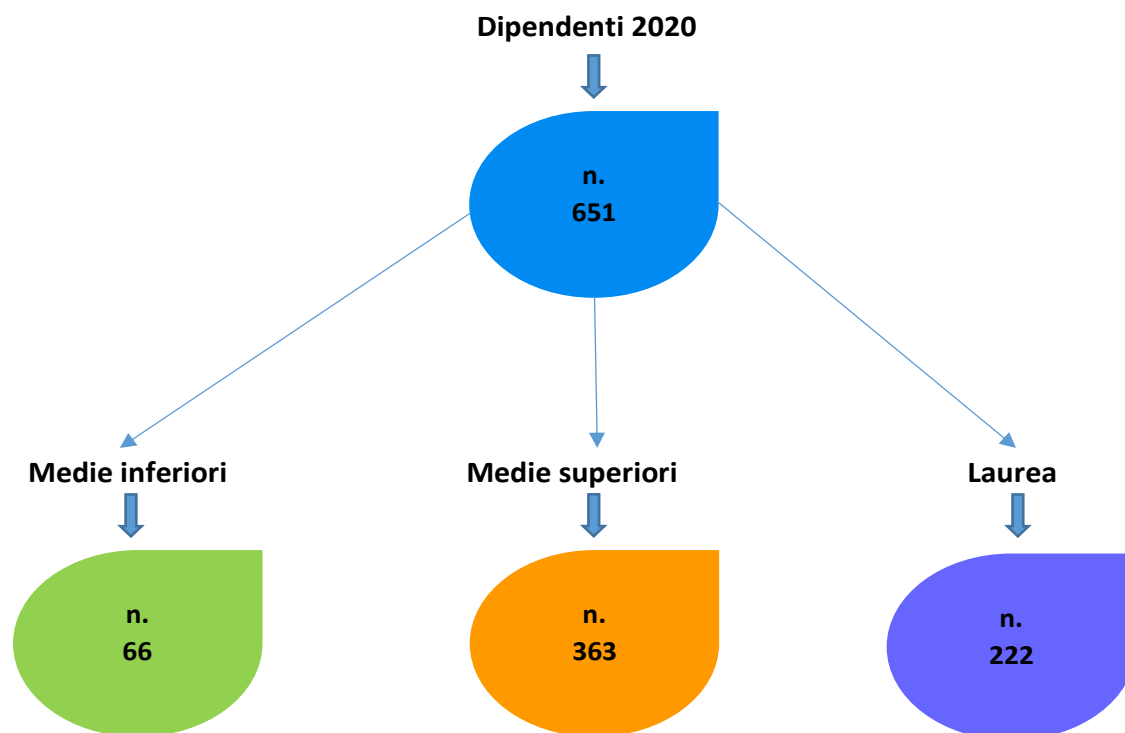 Dipendenti 2020
n.
651
Medie inferiori
Medie superiori
Laurea
n.
66
n.
363
n.
222